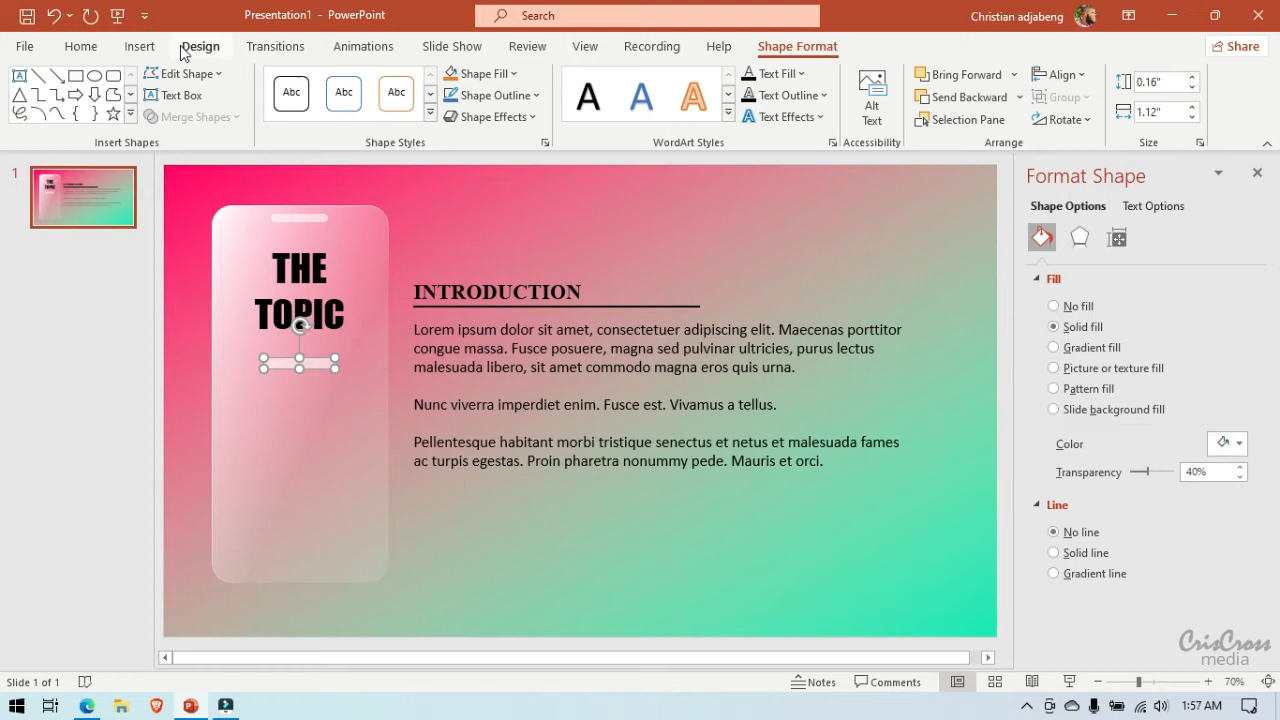 Presentation1 - PowerPoint
Search
Christian adjabeng
File
Home
Insert
Design
Transitions
Animations
Slide Show
Review
View
Recording
Help
Shape Format
Share
Edit Shape
Text Box
Merge Shapes
Insert Shapes
Abc
Abc
Abc
Shape Fill
Shape Outline
Shape Effects
Shape Styles
A
A
A
Text Fill
Text Outline
Text Effects
WordArt Styles
Alt
Text
Accessibility
Bring Forward
Send Backward
Selection Pane
Align
Group
Rotate
Arrange
0.16"
1.12"
Size
1
THE
TOPIC
INTRODUCTION
Lorem ipsum dolor sit amet, consectetuer adipiscing elit. Maecenas porttitor
congue massa. Fusce posuere, magna sed pulvinar ultricies, purus lectus
malesuada libero, sit amet commodo magna eros quis urna.
Nunc viverra imperdiet enim. Fusce est. Vivamus a tellus.
Pellentesque habitant morbi tristique senectus et netus et malesuada fames
ac turpis egestas. Proin pharetra nonummy pede. Mauris et orci.
Format Shape
Shape Options
Text Options
Fill
No fill
Solid fill
Gradient fill
Picture or texture fill
Pattern fill
Slide background fill
Color
Transparency
40%
Line
No line
Solid line
Gradient line
CrisCross
media
Slide 1 of 1
Notes
Comments
70%
1:57 AM